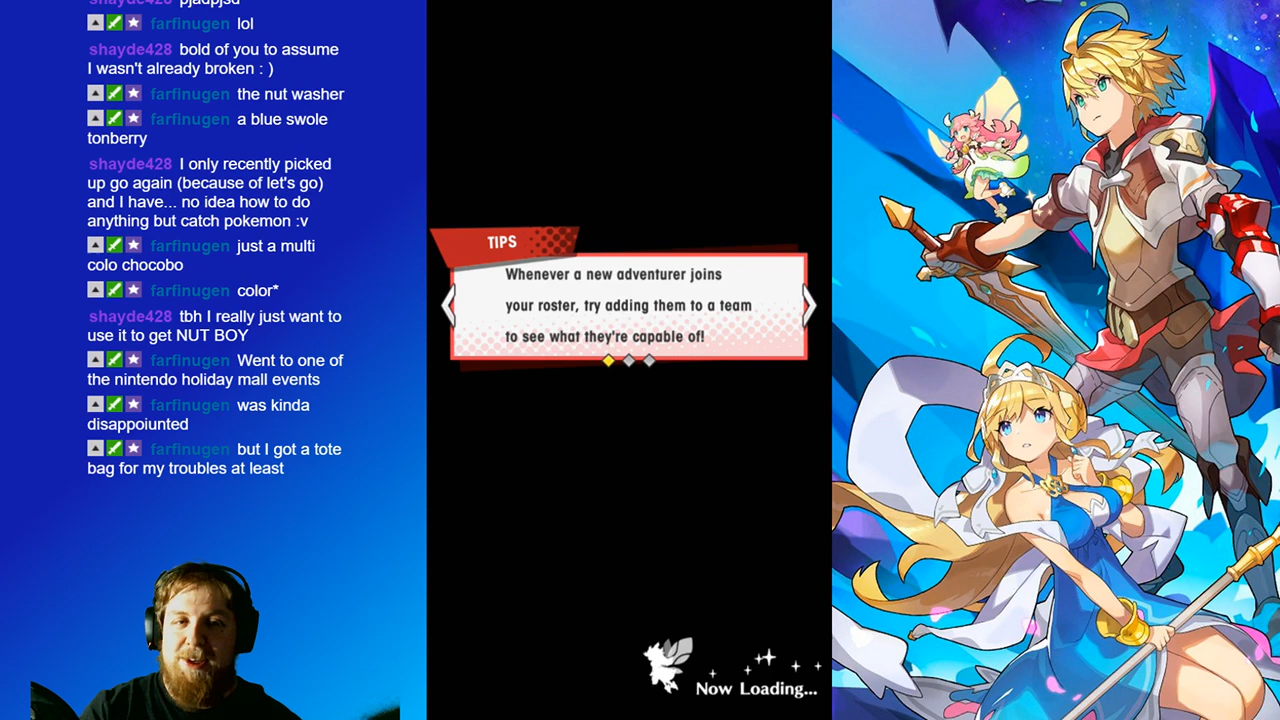 shayde428 pjadpjsd
farfinugen lol
shayde428 bold of you to assume
I wasn't already broken : )
farfinugen the nut washer
farfinugen a blue swole
tonberry
shayde428 I only recently picked
up go again (because of let's go)
and I have... no idea how to do
anything but catch pokemon :v
farfinugen just a multi
colo chocobo
farfinugen color*
shayde428 tbh I really just want to
use it to get NUT BOY
farfinugen Went to one of
the nintendo holiday mall events
farfinugen was kinda
disappoiunted
farfinugen but I got a tote
bag for my troubles at least
TIPS
Whenever a new adventurer joins
your roster, try adding them to a team
to see what they're capable of!
Now Loading...